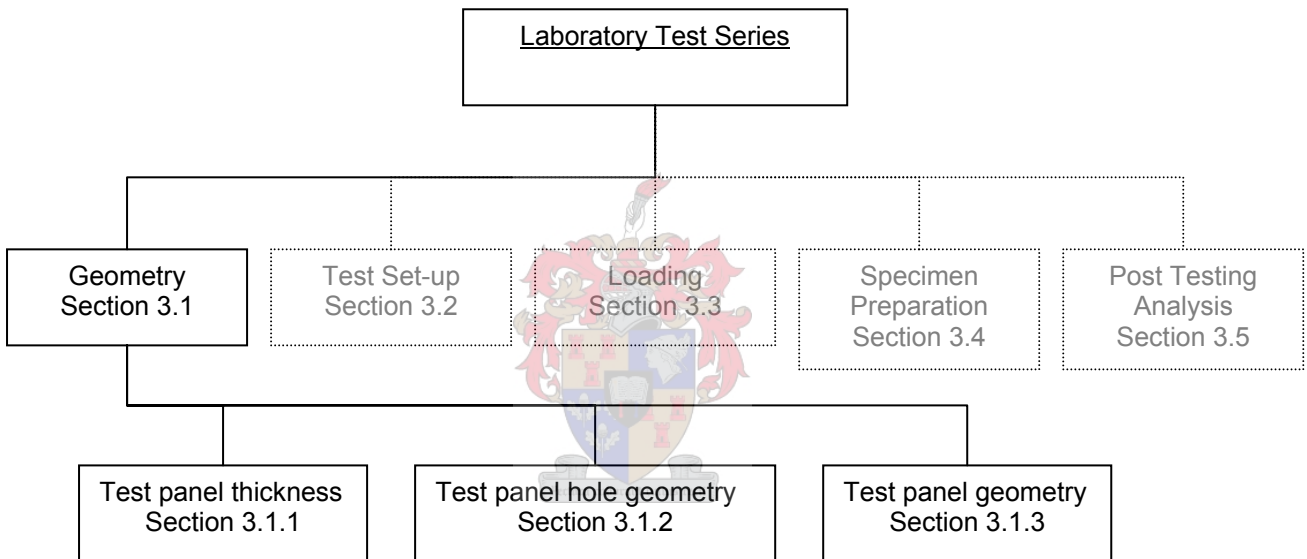 Laboratory Test Series
Geometry
Section 3.1
Test Set-up
Section 3.2
Loading
Section 3.3
Specimen
Preparation
Section 3.4
Post Testing
Analysis
Section 3.5
Test panel thickness
Section 3.1.1
Test panel hole geometry
Section 3.1.2
Test panel geometry
Section 3.1.3